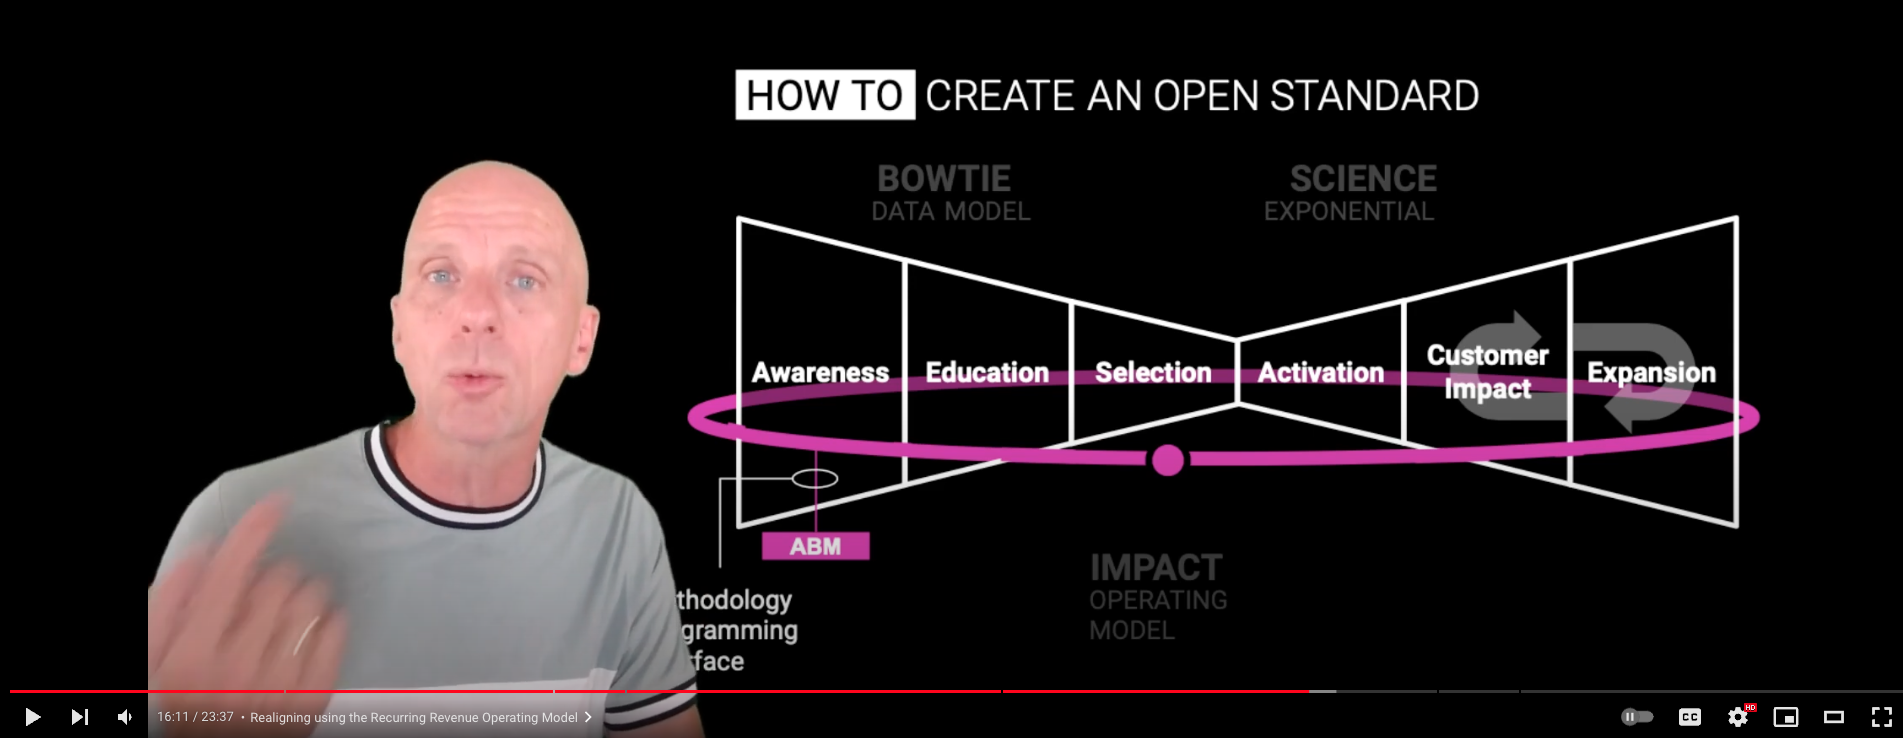 HOW TO CREATE AN OPEN STANDARD
BOWTIE
DATA MODEL
SCIENCE
EXPONENTIAL
Awareness
Education
Selection
Activation
Customer
Impact
Expansion
ABM
thodology
gramming
face
IMPACT
OPERATING
MODEL
16:11 / 23:37 • Realigning using the Recurring Revenue Operating Model
CC
HD